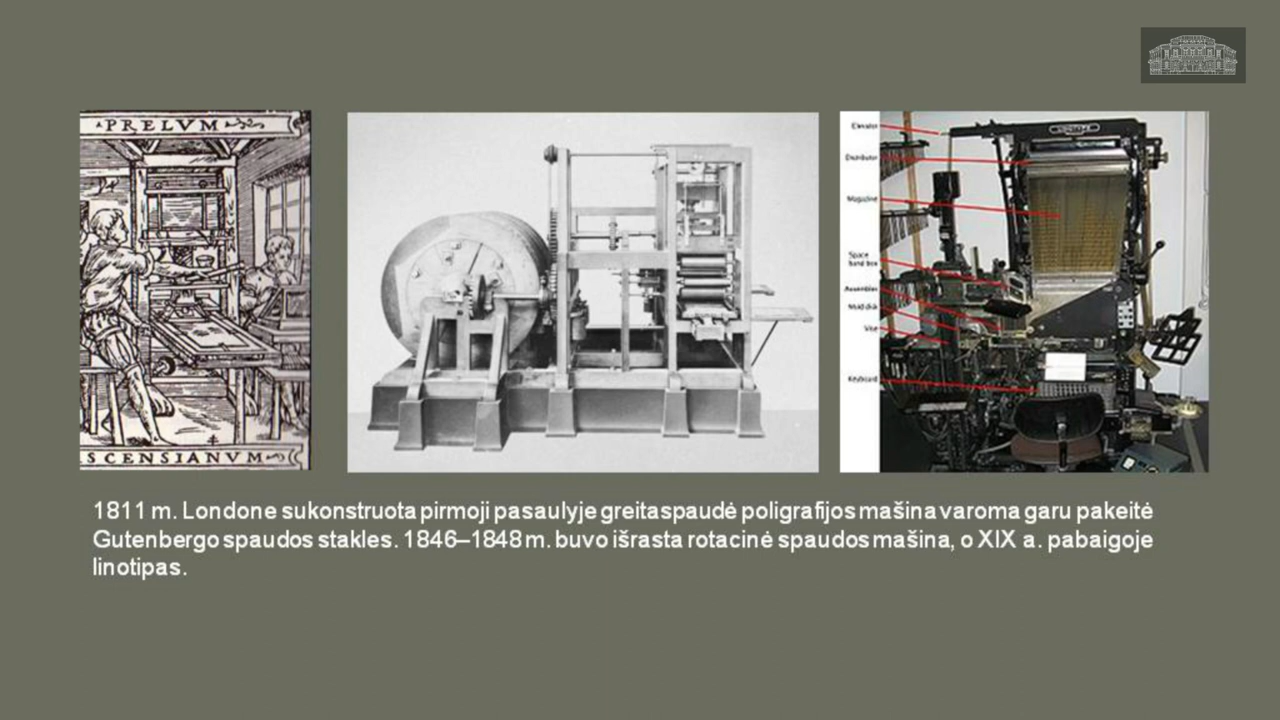 PRELVM
SCENSIANVM
Elevator
Distributor
Magazine
Space
band box
Assembler
Mold disk
Vise
Keyboard
1811 m. Londone sukonstruota pirmoji pasaulyje greitaspaudė poligrafijos mašina varoma garu pakeitė
Gutenbergo spaudos stakles. 1846–1848 m. buvo išrasta rotacinė spaudos mašina, o XIX a. pabaigoje
linotipas.